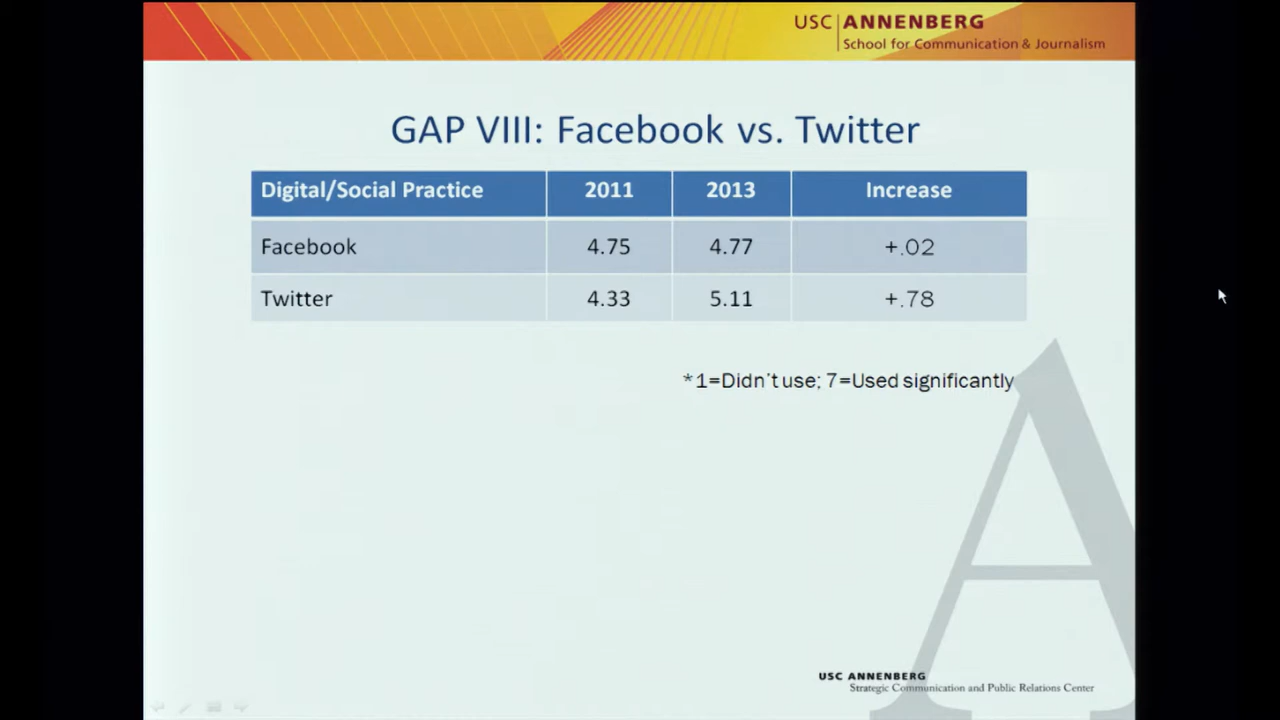 USC ANNENBERG
School for Communication & Journalism
GAP VIII: Facebook vs. Twitter
Digital/Social Practice 2011 2013 Increase
Facebook 4.75 4.77 +.02
Twitter 4.33 5.11 +.78
*1=Didn't use; 7=Used significantly
A
USC ANNENBERG
Strategic Communication and Public Relations Center